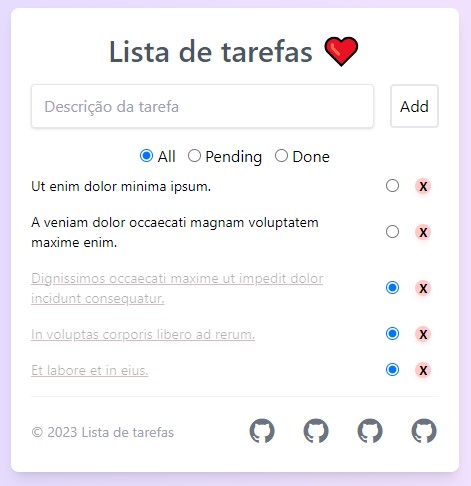 Lista de tarefas
Descrição da tarefa
Add
All Pending Done
Ut enim dolor minima ipsum.
X
A veniam dolor occaecati magnam voluptatem
maxime enim.
X
Dignissimos occaecati maxime ut impedit dolor
incidunt consequatur.
X
In voluptas corporis libero ad rerum.
X
Et labore et in eius.
X
© 2023 Lista de tarefas